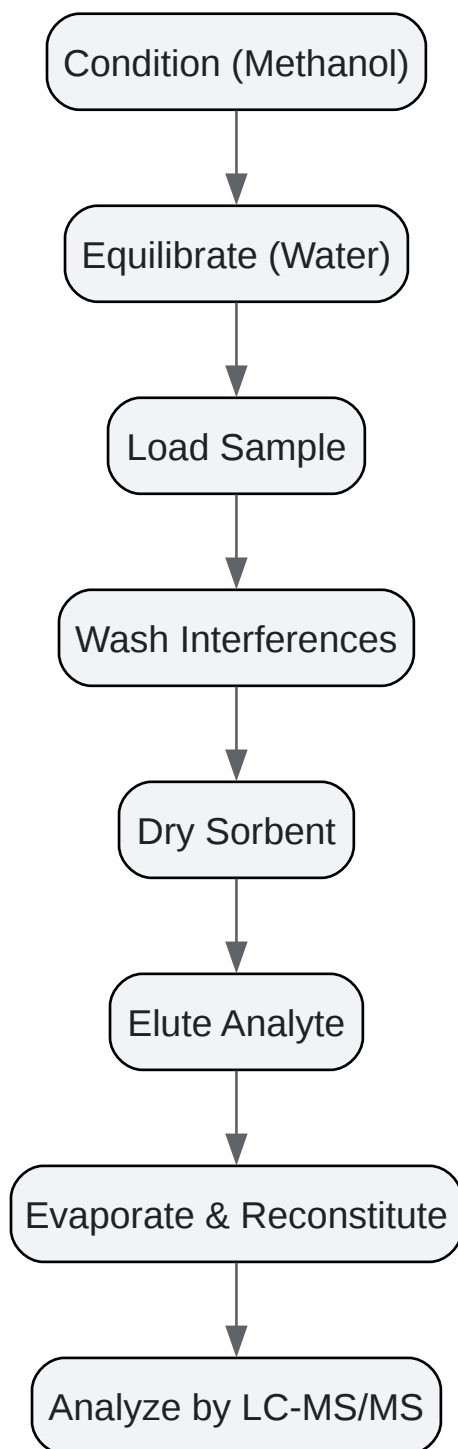 Condition (Methanol)
Equilibrate (Water)
Load Sample
Wash Interferences
Dry Sorbent
Elute Analyte
Evaporate & Reconstitute
Analyze by LC-MS/MS